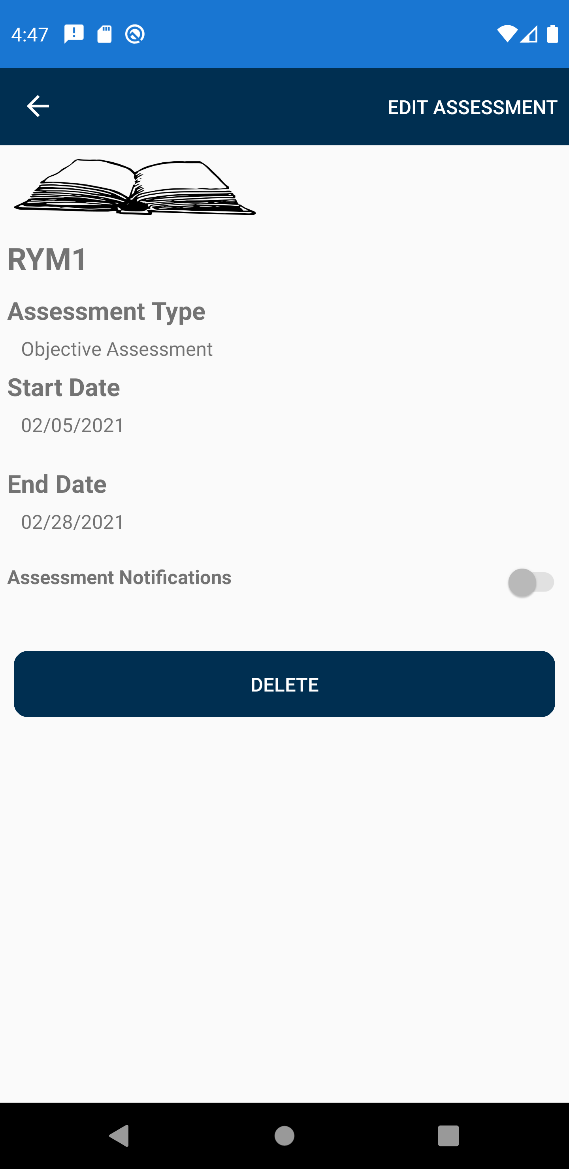 4:47
EDIT ASSESSMENT
RYM1
Assessment Type
Objective Assessment
Start Date
02/05/2021
End Date
02/28/2021
Assessment Notifications
DELETE